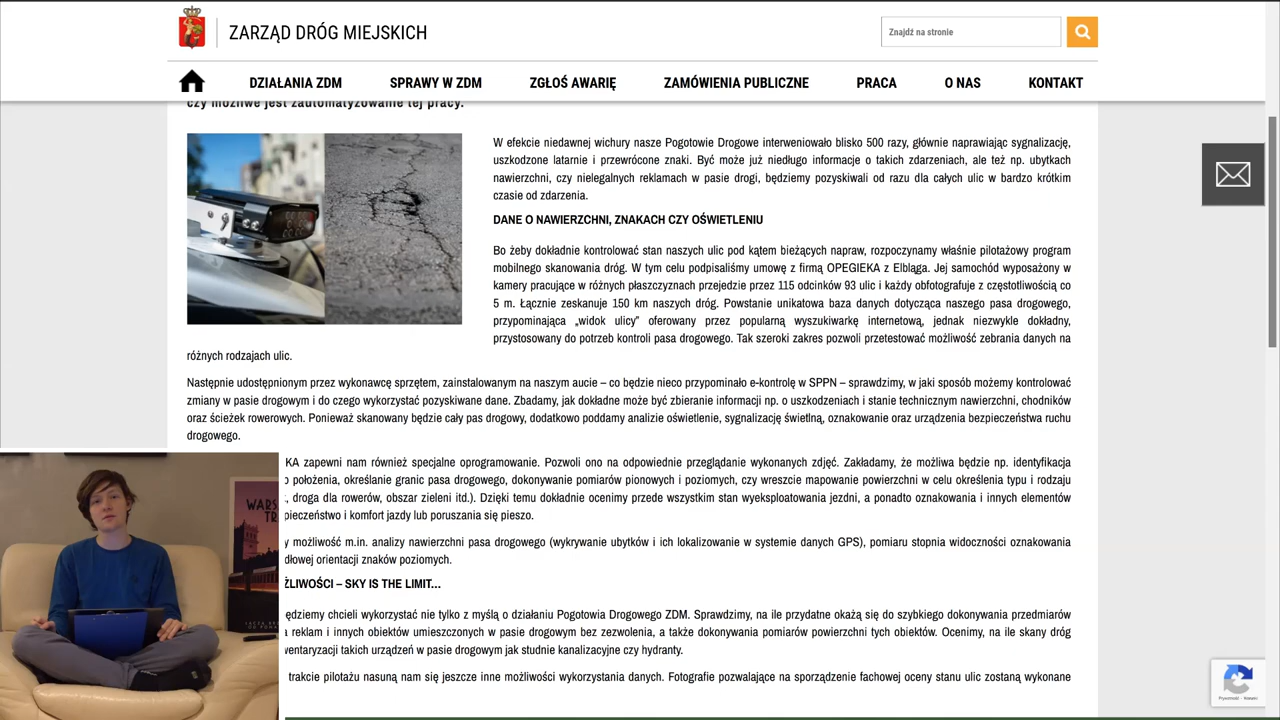 ZARZĄD DRÓG MIEJSKICH
Znajdź na stronie
DZIAŁANIA ZDM SPRAWY W ZDM ZGŁOŚ AWARIĘ ZAMÓWIENIA PUBLICZNE PRACA O NAS KONTAKT
czy możliwe jest zautomatyzowanie tej pracy.
W efekcie niedawnej wichury nasze Pogotowie Drogowe interweniowało blisko 500 razy, głównie naprawiając sygnalizację,
uszkodzone latarnie i przewrócone znaki. Być może już niedługo informacje o takich zdarzeniach, ale też np. ubytkach
nawierzchni, czy nielegalnych reklamach w pasie drogi, będziemy pozyskiwali od razu dla całych ulic w bardzo krótkim
czasie od zdarzenia.
DANE O NAWIERZCHNI, ZNAKACH CZY OŚWIETLENIU
Bo żeby dokładnie kontrolować stan naszych ulic pod kątem bieżących napraw, rozpoczynamy właśnie pilotażowy program
mobilnego skanowania dróg. W tym celu podpisaliśmy umowę z firmą OPEGIEKA z Elbląga. Jej samochód wyposażony w
kamery pracujące w różnych płaszczyznach przejedzie przez 115 odcinków 93 ulic i każdy obfotografuje z częstotliwością co
5 m. Łącznie zeskanuje 150 km naszych dróg. Powstanie unikatowa baza danych dotycząca naszego pasa drogowego,
przypominająca „widok ulicy” oferowany przez popularną wyszukiwarkę internetową, jednak niezwykle dokładny,
przystosowany do potrzeb kontroli pasa drogowego. Tak szeroki zakres pozwoli przetestować możliwość zebrania danych na
różnych rodzajach ulic.
Następnie udostępnionym przez wykonawcę sprzętem, zainstalowanym na naszym aucie – co będzie nieco przypominało e-kontrolę w SPPN – sprawdzimy, w jaki sposób możemy kontrolować
zmiany w pasie drogowym i do czego wykorzystać pozyskiwane dane. Zbadamy, jak dokładne może być zbieranie informacji np. o uszkodzeniach i stanie technicznym nawierzchni, chodników
oraz ścieżek rowerowych. Ponieważ skanowany będzie cały pas drogowy, dodatkowo poddamy analizie oświetlenie, sygnalizację świetlną, oznakowanie oraz urządzenia bezpieczeństwa ruchu
drogowego.
KA zapewni nam również specjalne oprogramowanie. Pozwoli ono na odpowiednie przeglądanie wykonanych zdjęć. Zakładamy, że możliwa będzie np. identyfikacja
o położenia, określanie granic pasa drogowego, dokonywanie pomiarów pionowych i poziomych, czy wreszcie mapowanie powierzchni w celu określenia typu i rodzaju
, droga dla rowerów, obszar zieleni itd.). Dzięki temu dokładnie ocenimy przede wszystkim stan wyeksploatowania jezdni, a ponadto oznakowania i innych elementów
pieczeństwo i komfort jazdy lub poruszania się pieszo.
y możliwość m.in. analizy nawierzchni pasa drogowego (wykrywanie ubytków i ich lokalizowanie w systemie danych GPS), pomiaru stopnia widoczności oznakowania
dłowej orientacji znaków poziomych.
ŻLIWOŚCI – SKY IS THE LIMIT…
ędziemy chcieli wykorzystać nie tylko z myślą o działaniu Pogotowia Drogowego ZDM. Sprawdzimy, na ile przydatne okażą się do szybkiego dokonywania przedmiarów
a reklam i innych obiektów umieszczonych w pasie drogowym bez zezwolenia, a także dokonywania pomiarów powierzchni tych obiektów. Ocenimy, na ile skany dróg
wentaryzacji takich urządzeń w pasie drogowym jak studnie kanalizacyjne czy hydranty.
trakcie pilotażu nasuną nam się jeszcze inne możliwości wykorzystania danych. Fotografie pozwalające na sporządzenie fachowej oceny stanu ulic zostaną wykonane
WARS
TR
Prywatność - Warunki